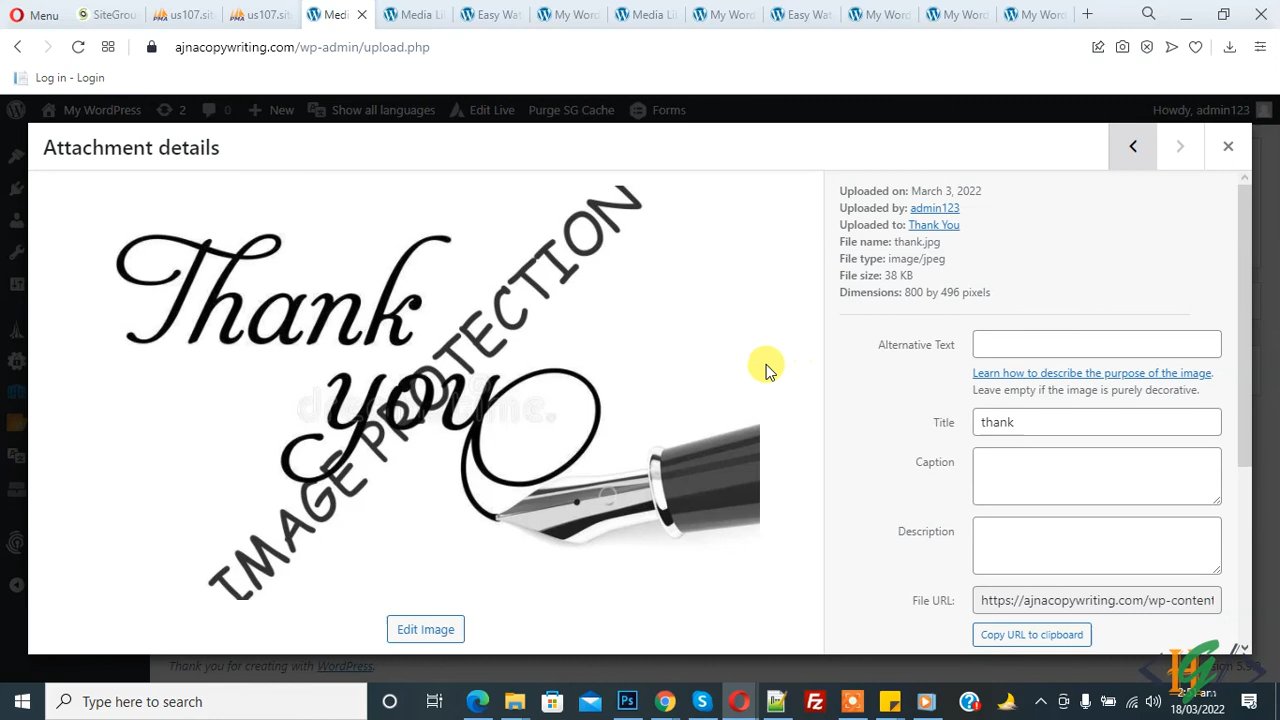 Menu
SiteGroun
us107.site
us107.site
Medi
Media Li
Easy Wat
My Word
Media Li
My Word
Easy Wat
My Word
My Word
My Word
ajnacopywriting.com/wp-admin/upload.php
Log in - Login
My WordPress
2
0
New
Show all languages
Edit Live
Purge SG Cache
Forms
Howdy, admin123
Attachment details
Thank
you
IMAGE PROTECTION
Edit Image
Uploaded on: March 3, 2022
Uploaded by: admin123
Uploaded to: Thank You
File name: thank.jpg
File type: image/jpeg
File size: 38 KB
Dimensions: 800 by 496 pixels
Alternative Text
Learn how to describe the purpose of the image.
Leave empty if the image is purely decorative.
Title
thank
Caption
Description
File URL:
https://ajnacopywriting.com/wp-content
Copy URL to clipboard
Thank you for creating with WordPress.
Type here to search
18/03/2022